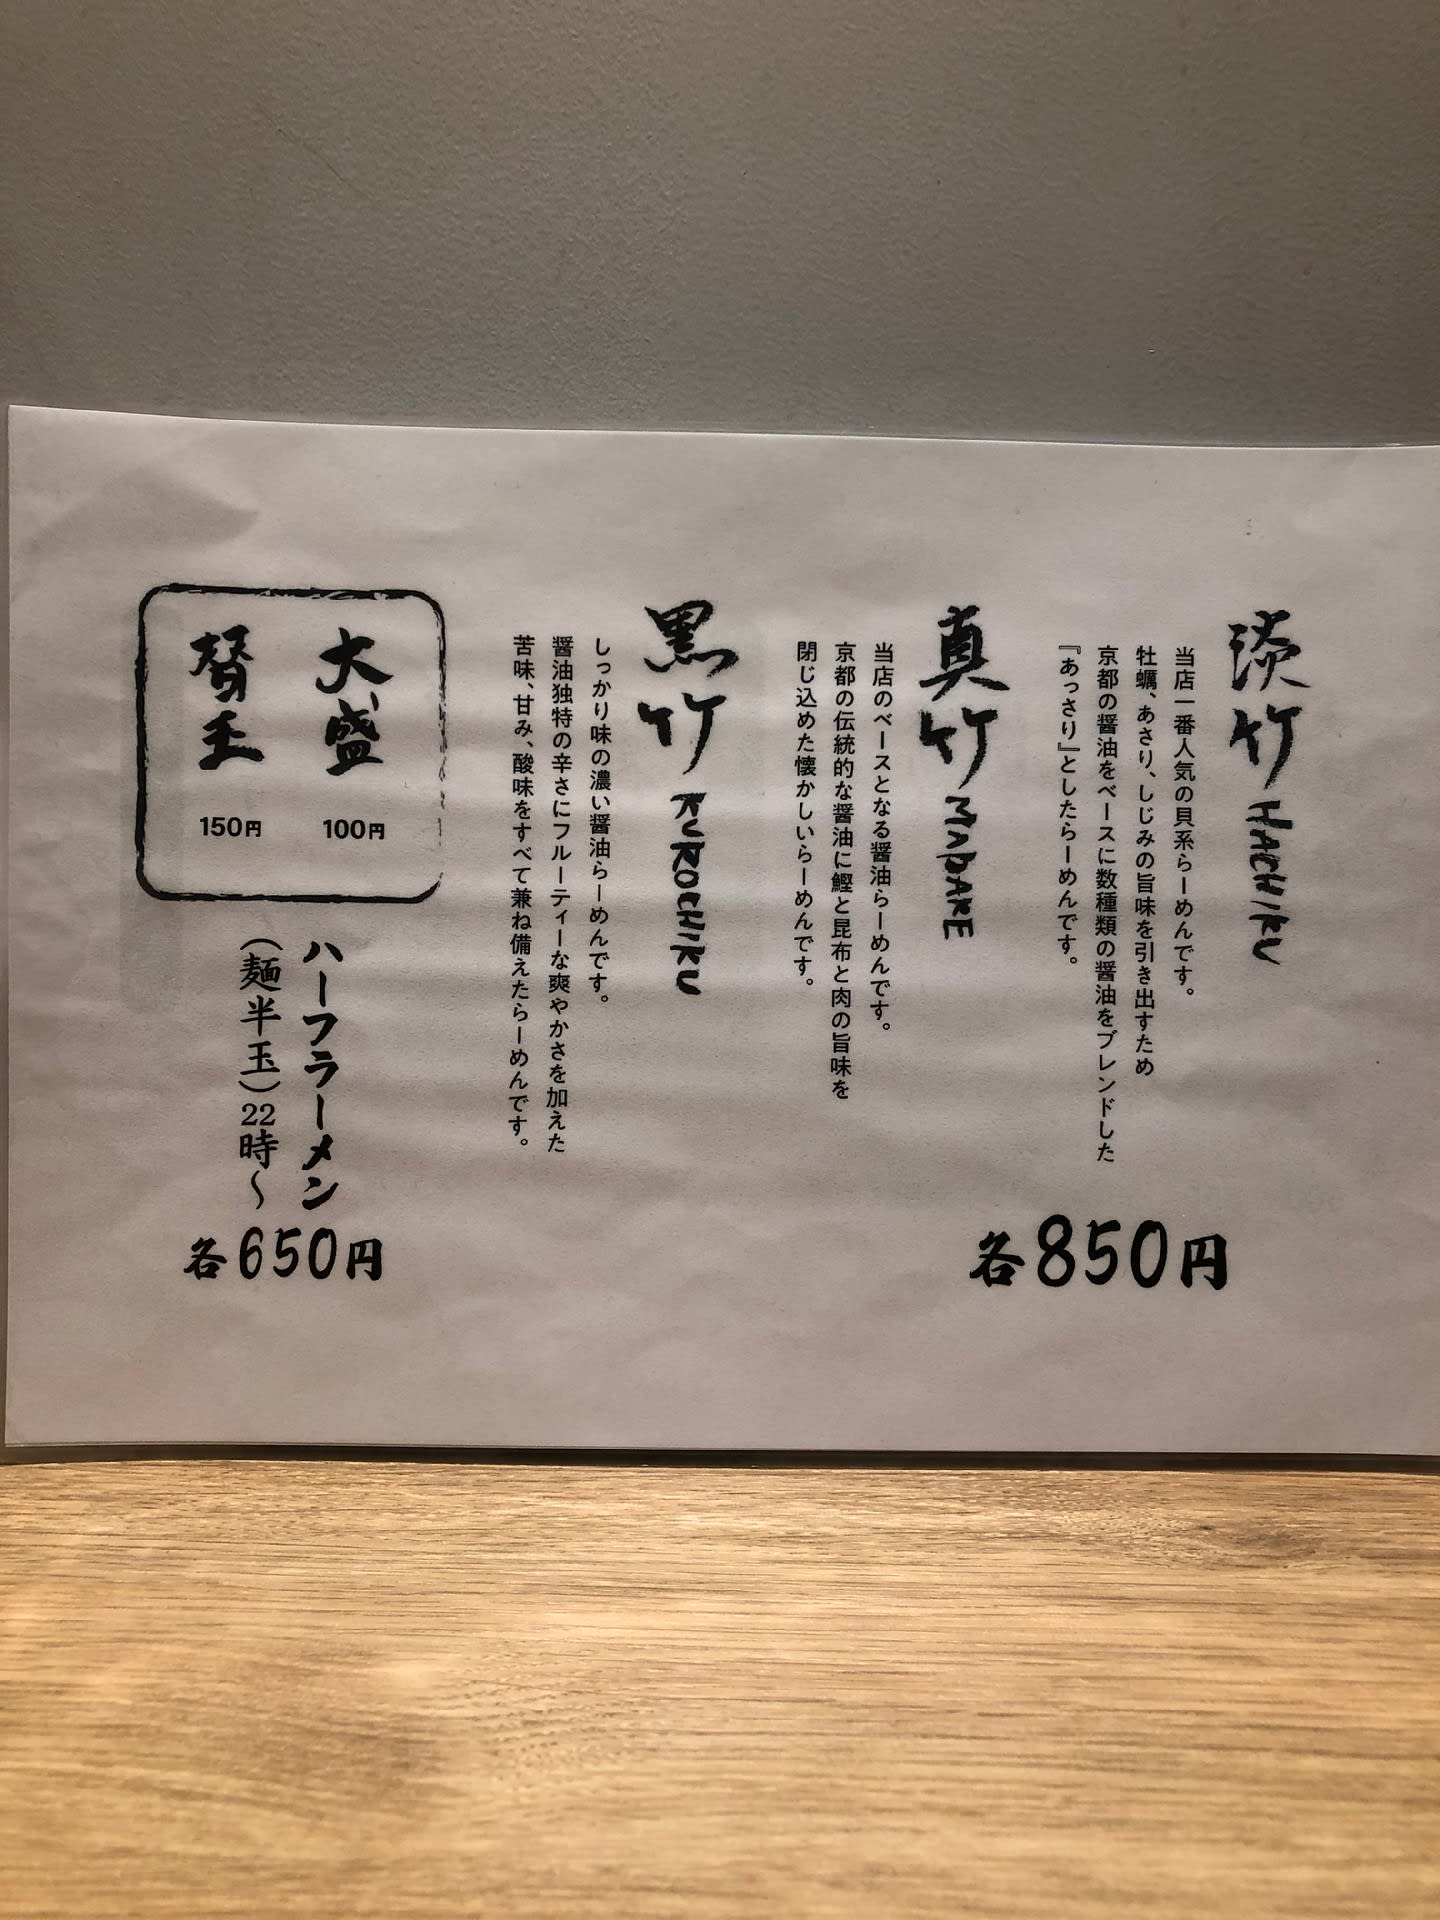 淡竹 HACHIKU
当店一番人気の貝系らーめんです。
牡蠣、あさり、しじみの旨味を引き出すため
京都の醤油をベースに数種類の醤油をブレンドした
『あっさり』としたらーめんです。
真竹 MADAKE
当店のベースとなる醤油らーめんです。
京都の伝統的な醤油に鰹と昆布と肉の旨味を
閉じ込めた懐かしいらーめんです。
各850円
黒竹 KUROCHIKU
しっかり味の濃い醤油らーめんです。
醤油独特の辛さにフルーティーな爽やかさを加えた
苦味、甘み、酸味をすべて兼ね備えたらーめんです。
大盛 100円
替玉 150円
ハーフラーメン
（麺半玉）22時〜
各650円